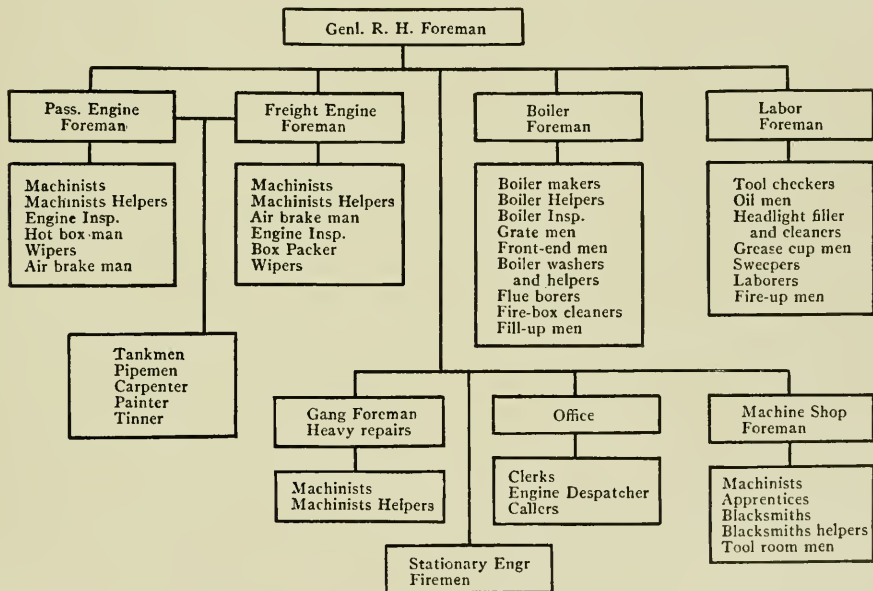 Genl. R. H. Foreman
Pass. Engine
Foreman
Freight Engine
Foreman
Boiler
Foreman
Labor
Foreman
Machinists
Machinists Helpers
Engine Insp.
Hot box man
Wipers
Air brake man
Machinists
Machinists Helpers
Air brake man
Engine Insp.
Box Packer
Wipers
Boiler makers
Boiler Helpers
Boiler Insp.
Grate men
Front-end men
Boiler washers
and helpers
Flue borers
Fire-box cleaners
Fill-up men
Tool checkers
Oil men
Headlight filler
and cleaners
Grease cup men
Sweepers
Laborers
Fire-up men
Tankmen
Pipemen
Carpenter
Painter
Tinner
Gang Foreman
Heavy repairs
Office
Machine Shop
Foreman
Machinists
Machinists Helpers
Clerks
Engine Despatcher
Callers
Machinists
Apprentices
Blacksmiths
Blacksmiths helpers
Tool room men
Stationary Engr
Firemen